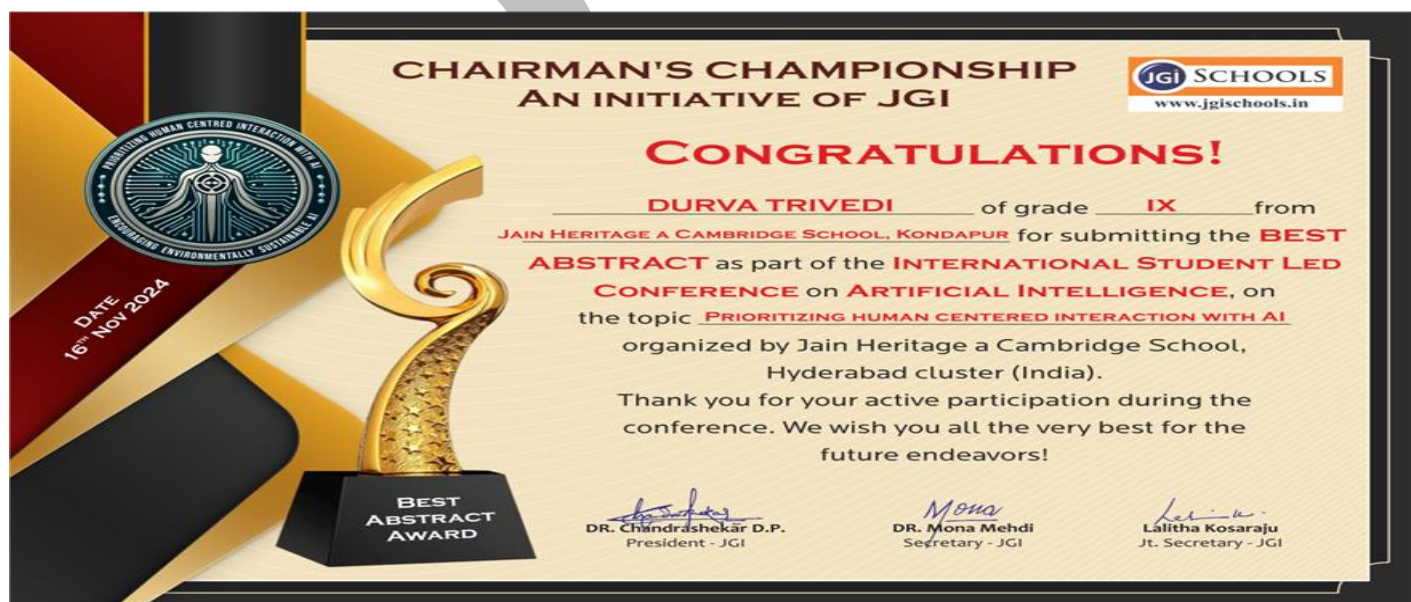 CHAIRMAN'S CHAMPIONSHIP
AN INITIATIVE OF JGI
JGI SCHOOLS
www.jgischools.in
CONGRATULATIONS!
DURVA TRIVEDI of grade IX from
JAIN HERITAGE A CAMBRIDGE SCHOOL, KONDAPUR for submitting the BEST
ABSTRACT as part of the INTERNATIONAL STUDENT LED
CONFERENCE on ARTIFICIAL INTELLIGENCE, on
the topic PRIORITIZING HUMAN CENTERED INTERACTION WITH AI
organized by Jain Heritage a Cambridge School,
Hyderabad cluster (India).
Thank you for your active participation during the
conference. We wish you all the very best for the
future endeavors!
PRIORITIZING HUMAN CENTRED INTERACTION WITH AI
ENCOURAGING ENVIRONMENTALLY SUSTAINABLE AI
DATE
16TH NOV 2024
BEST
ABSTRACT
AWARD
Mona
DR. Chandrashekar D.P.
President - JGI
DR. Mona Mehdi
Secretary - JGI
Lalitha Kosaraju
Jt. Secretary - JGI